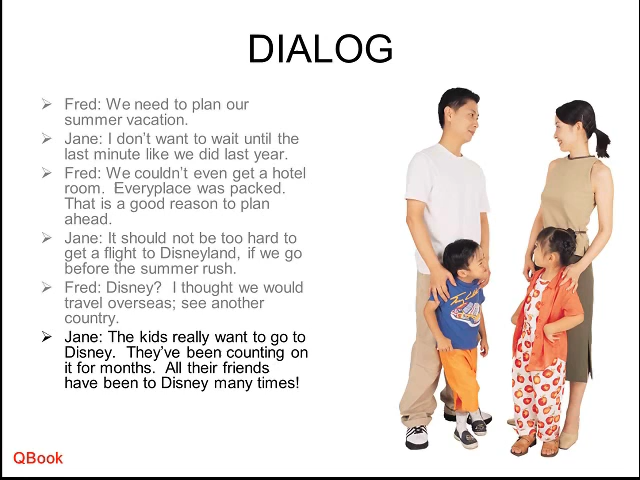 DIALOG
Fred: We need to plan our
summer vacation.
Jane: I don't want to wait until the
last minute like we did last year.
Fred: We couldn't even get a hotel
room.  Everyplace was packed.
That is a good reason to plan
ahead.
Jane: It should not be too hard to
get a flight to Disneyland, if we go
before the summer rush.
Fred: Disney?  I thought we would
travel overseas; see another
country.
Jane: The kids really want to go to
Disney.  They've been counting on
it for months.  All their friends
have been to Disney many times!
QBook